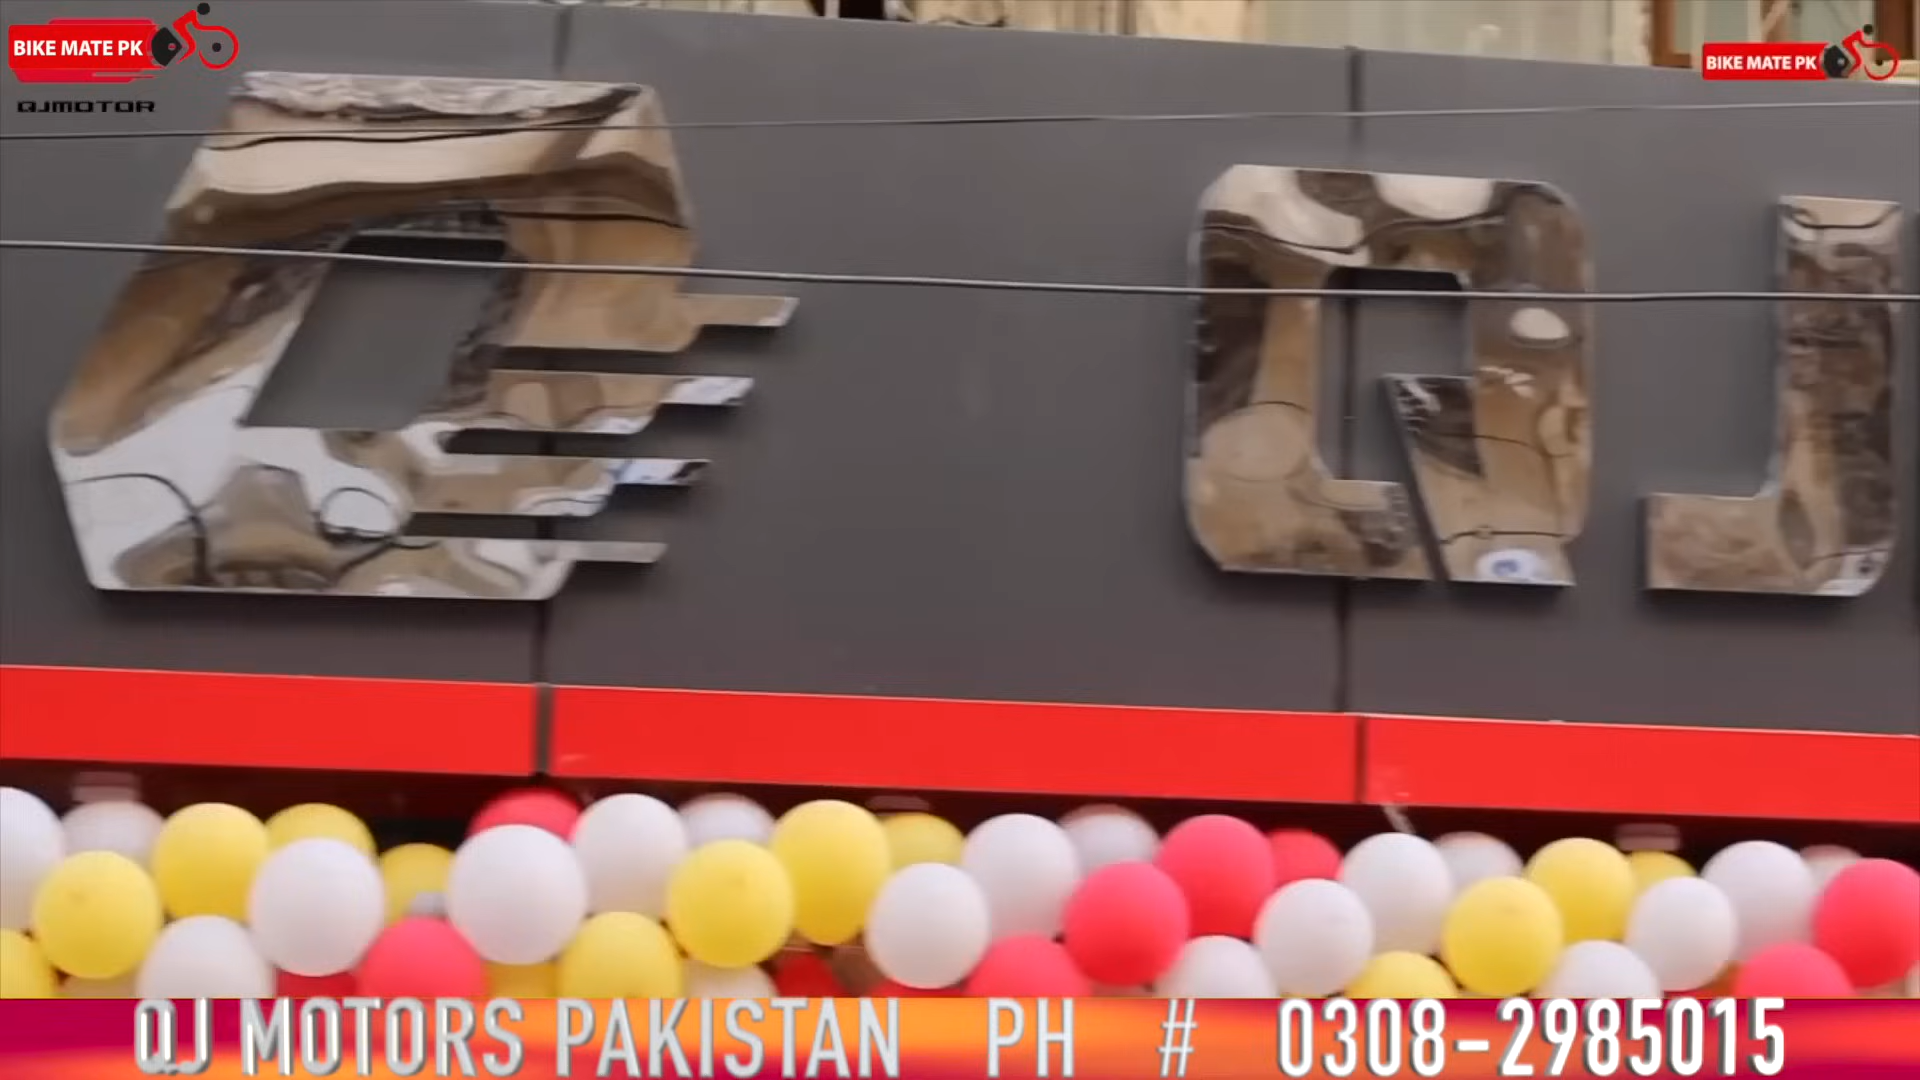 BIKE MATE PK
QJMOTOR
BIKE MATE PK
QJ
QJ MOTORS PAKISTAN PH # 0308-2985015